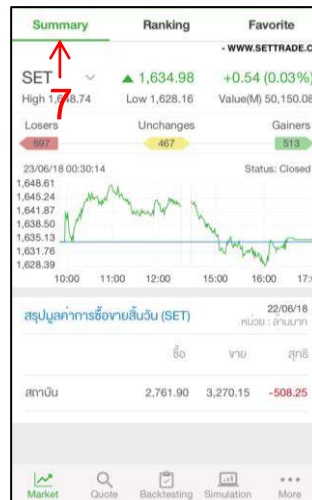 Summary Ranking Favorite
- WWW.SETTRADE.C
SET ▲ 1,634.98 +0.54 (0.03%)
7
High 1,648.74 Low 1,628.16 Value(M) 50,150.08
Losers Unchanges Gainers
697 467 513
23/06/18 00:30:14 Status: Closed
1,648.61
1,645.24
1,641.87
1,638.50
1,635.13
1,631.76
1,628.39
10:00 11:00 12:00 15:00 16:00 17:0
สรุปมูลค่าการซื้อขายสิ้นวัน (SET) 22/06/18
หน่วย : ล้านบาท
ซื้อ ขาย สุทธิ
สถาบัน 2,761.90 3,270.15 -508.25
Market Quote Backtesting Simulation More